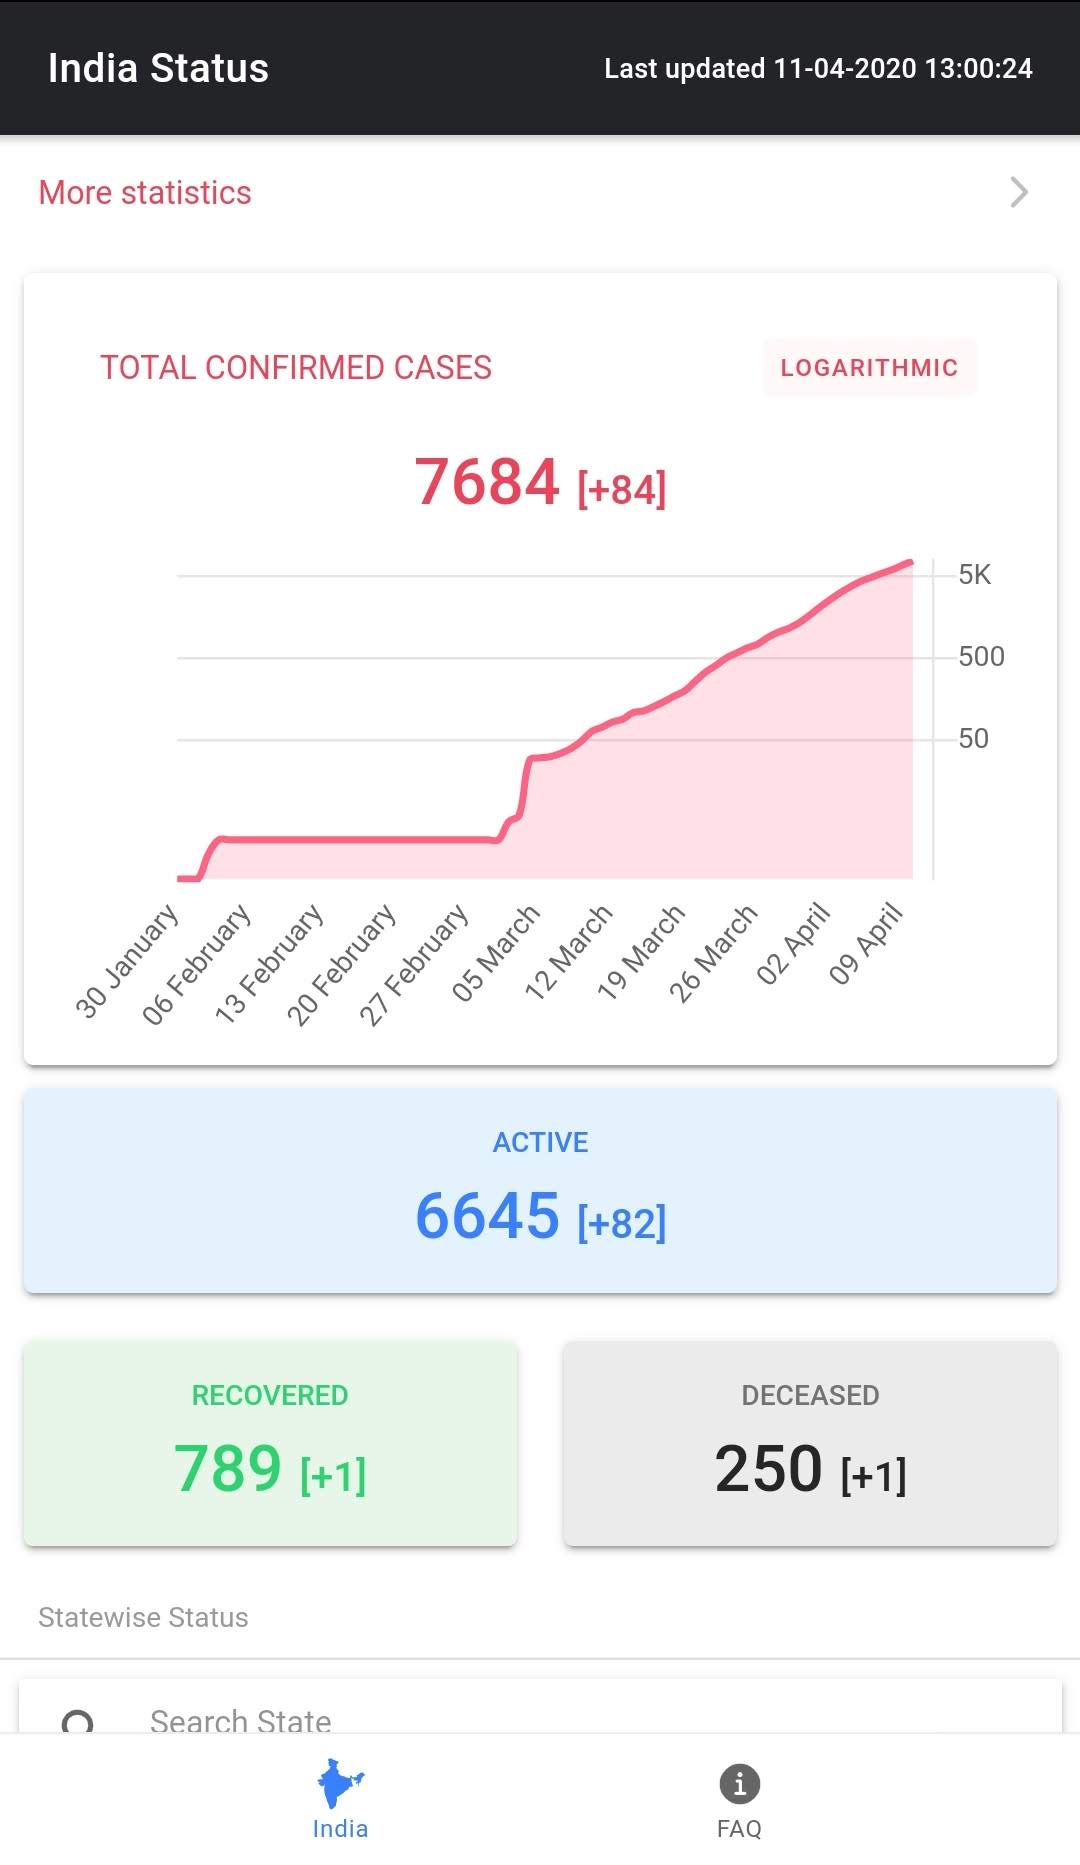 India Status
Last updated 11-04-2020 13:00:24
More statistics
TOTAL CONFIRMED CASES
LOGARITHMIC
7684 [+84]
5K
500
50
30 January
06 February
13 February
20 February
27 February
05 March
12 March
19 March
26 March
02 April
09 April
ACTIVE
6645 [+82]
RECOVERED
789 [+1]
DECEASED
250 [+1]
Statewise Status
Search State
India
FAQ